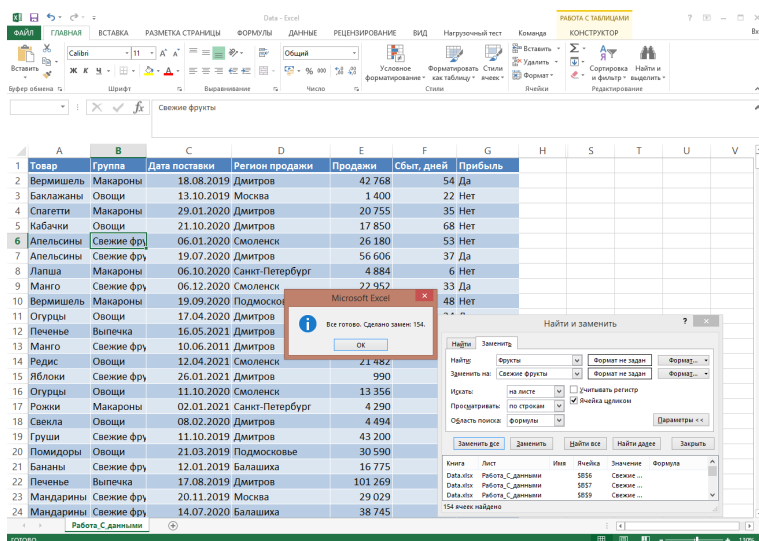 Data - Excel
РАБОТА С ТАБЛИЦАМИ
ФАЙЛ ГЛАВНАЯ ВСТАВКА РАЗМЕТКА СТРАНИЦЫ ФОРМУЛЫ ДАННЫЕ РЕЦЕНЗИРОВАНИЕ ВИД Нагрузочный тест Команда КОНСТРУКТОР Вх
Вставить
Calibri 11
Ж К Ч
Общий
% 000
Условное форматирование
Форматировать как таблицу
Стили ячеек
Вставить
Удалить
Формат
Сортировка и фильтр
Найти и выделить
Буфер обмена Шрифт Выравнивание Число Стили Ячейки Редактирование
fx Свежие фрукты
A B C D E F G H S T U V
1 Товар Группа Дата поставки Регион продажи Продажи Сбыт, дней Прибыль
2 Вермишель Макароны 18.08.2019 Дмитров 42 768 54 Да
3 Баклажаны Овощи 13.10.2019 Москва 1 400 22 Нет
4 Спагетти Макароны 29.01.2020 Дмитров 20 755 35 Нет
5 Кабачки Овощи 21.10.2020 Дмитров 17 850 68 Нет
6 Апельсины Свежие фру 06.01.2020 Смоленск 26 180 53 Нет
7 Апельсины Свежие фру 19.07.2020 Дмитров 56 606 37 Да
8 Лапша Макароны 06.10.2020 Санкт-Петербург 4 884 6 Нет
9 Манго Свежие фру 06.12.2020 Смоленск 22 952 33 Да
10 Вермишель Макароны 19.09.2020 Подмосков 48 Нет
11 Огурцы Овощи 17.04.2020 Дмитров
12 Печенье Выпечка 16.05.2021 Дмитров
13 Манго Свежие фру 10.06.2011 Дмитров
14 Редис Овощи 12.04.2021 Смоленск 21 482
15 Яблоки Свежие фру 26.01.2021 Дмитров 990
16 Огурцы Овощи 11.10.2020 Смоленск 13 356
17 Рожки Макароны 02.01.2021 Санкт-Петербург 4 290
18 Свекла Овощи 08.02.2020 Дмитров 4 494
19 Груши Свежие фру 11.10.2019 Дмитров 43 200
20 Помидоры Овощи 21.03.2019 Подмосковье 30 590
21 Бананы Свежие фру 12.01.2019 Балашиха 16 775
22 Печенье Выпечка 17.08.2019 Дмитров 101 269
23 Мандарины Свежие фру 20.11.2019 Москва 29 029
24 Мандарины Свежие фру 14.07.2020 Балашиха 38 745
Microsoft Excel
Все готово. Сделано замен: 154.
ОК
Найти и заменить
Найти Заменить
Найти: Фрукты Формат не задан Формат...
Заменить на: Свежие фрукты Формат не задан Формат...
Искать: на листе Учитывать регистр
Просматривать: по строкам Ячейка целиком
Область поиска: формулы Параметры <<
Заменить все Заменить Найти все Найти далее Закрыть
Книга Лист Имя Ячейка Значение Формула
Data.xlsx Работа_С_данными $B$6 Свежие ...
Data.xlsx Работа_С_данными $B$7 Свежие ...
Data.xlsx Работа_С_данными $B$9 Свежие ...
154 ячеек найдено
Работа_С_данными
ГОТОВО
130%